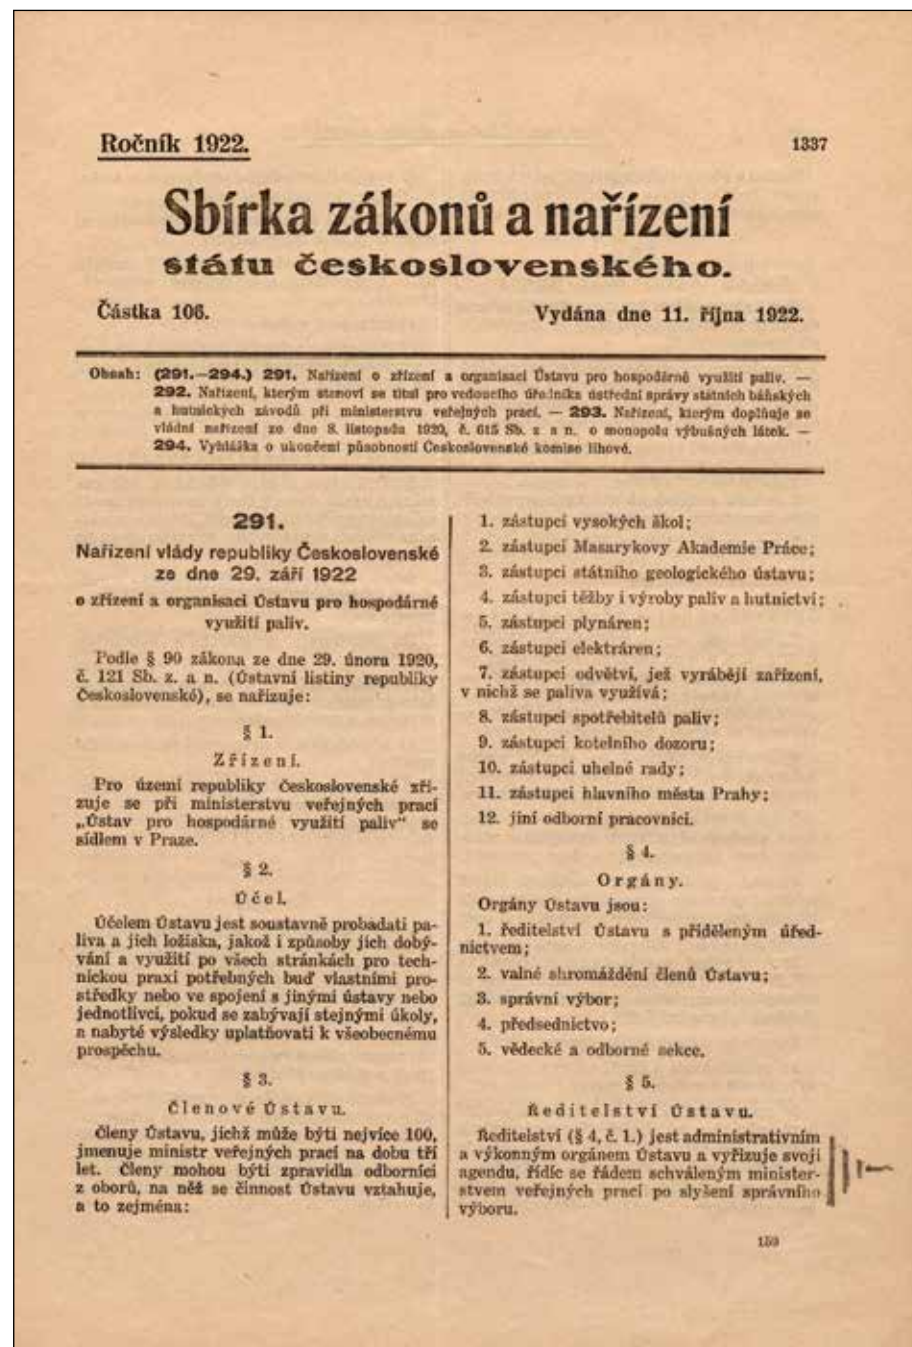 Ročník 1922.
1337
Sbírka zákonů a nařízení
státu československého.
Částka 106.
Vydána dne 11. října 1922.
Obsah: (291.—294.) 291. Nařízení o zřízení a organisaci Ústavu pro hospodárné využití paliv. —
292. Nařízení, kterým stanoví se titul pro vedoucího úředníka ústřední správy státních báňských
a hutnických závodů při ministerstvu veřejných prací. — 293. Nařízení, kterým doplňuje se
vládní nařízení ze dne 8. listopadu 1920, č. 615 Sb. z a n. o monopolu výbušných látek. —
294. Vyhláška o ukončení působnosti Československé komise lihové.
291.
Nařízení vlády republiky Československé
ze dne 29. září 1922
o zřízení a organisaci Ústavu pro hospodárné
využití paliv.
Podle § 90 zákona ze dne 29. února 1920,
č. 121 Sb. z. a n. (Ústavní listiny republiky
Československé), se nařizuje:
§ 1.
Zřízení.
Pro území republiky Československé zři-
zuje se při ministerstvu veřejných prací
„Ústav pro hospodárné využití paliv“ se
sídlem v Praze.
§ 2.
Účel.
Účelem Ústavu jest soustavně probadati pa-
liva a jich ložiska, jakož i způsoby jich dobý-
vání a využití po všech stránkách pro tech-
nickou praxi potřebných buď vlastními pro-
středky nebo ve spojení s jinými ústavy nebo
jednotlivci, pokud se zabývají stejnými úkoly,
a nabyté výsledky uplatňovati k všeobecnému
prospěchu.
§ 3.
Členové Ústavu.
Členy Ústavu, jichž může býti nejvíce 100,
jmenuje ministr veřejných prací na dobu tří
let. Členy mohou býti zpravidla odborníci
z oborů, na něž se činnost Ústavu vztahuje,
a to zejména:
1. zástupci vysokých škol;
2. zástupci Masarykovy Akademie Práce;
3. zástupci státního geologického ústavu;
4. zástupci těžby i výroby paliv a hutnictví;
5. zástupci plynáren;
6. zástupci elektráren;
7. zástupci odvětví, jež vyrábějí zařízení,
v nichž se paliva využívá;
8. zástupci spotřebitelů paliv;
9. zástupci kotelního dozoru;
10. zástupci uhelné rady;
11. zástupci hlavního města Prahy;
12. jiní odborní pracovníci.
§ 4.
Orgány.
Orgány Ústavu jsou:
1. ředitelství Ústavu s přiděleným úřed-
nictvem;
2. valné shromáždění členů Ústavu;
3. správní výbor;
4. předsednictvo;
5. vědecké a odborné sekce.
§ 5.
Ředitelství Ústavu.
Ředitelství (§ 4, č. 1.) jest administrativním
a výkonným orgánem Ústavu a vyřizuje svoji
agendu, řídíc se řádem schváleným minister-
stvem veřejných prací po slyšení správního
výboru.
159